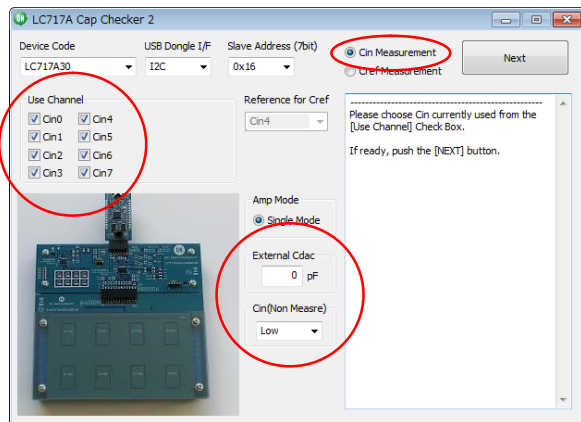 LC717A Cap Checker 2
Device Code
USB Dongle I/F
Slave Address (7bit)
LC717A30
I2C
0x16
Cin Measurement
Cref Measurement
Next
Use Channel
Cin0
Cin4
Cin1
Cin5
Cin2
Cin6
Cin3
Cin7
Reference for Cref
Cin4
Please choose Cin currently used from the
[Use Channel] Check Box.
If ready, push the [NEXT] button.
Amp Mode
Single Mode
External Cdac
0 pF
Cin(Non Measre)
Low